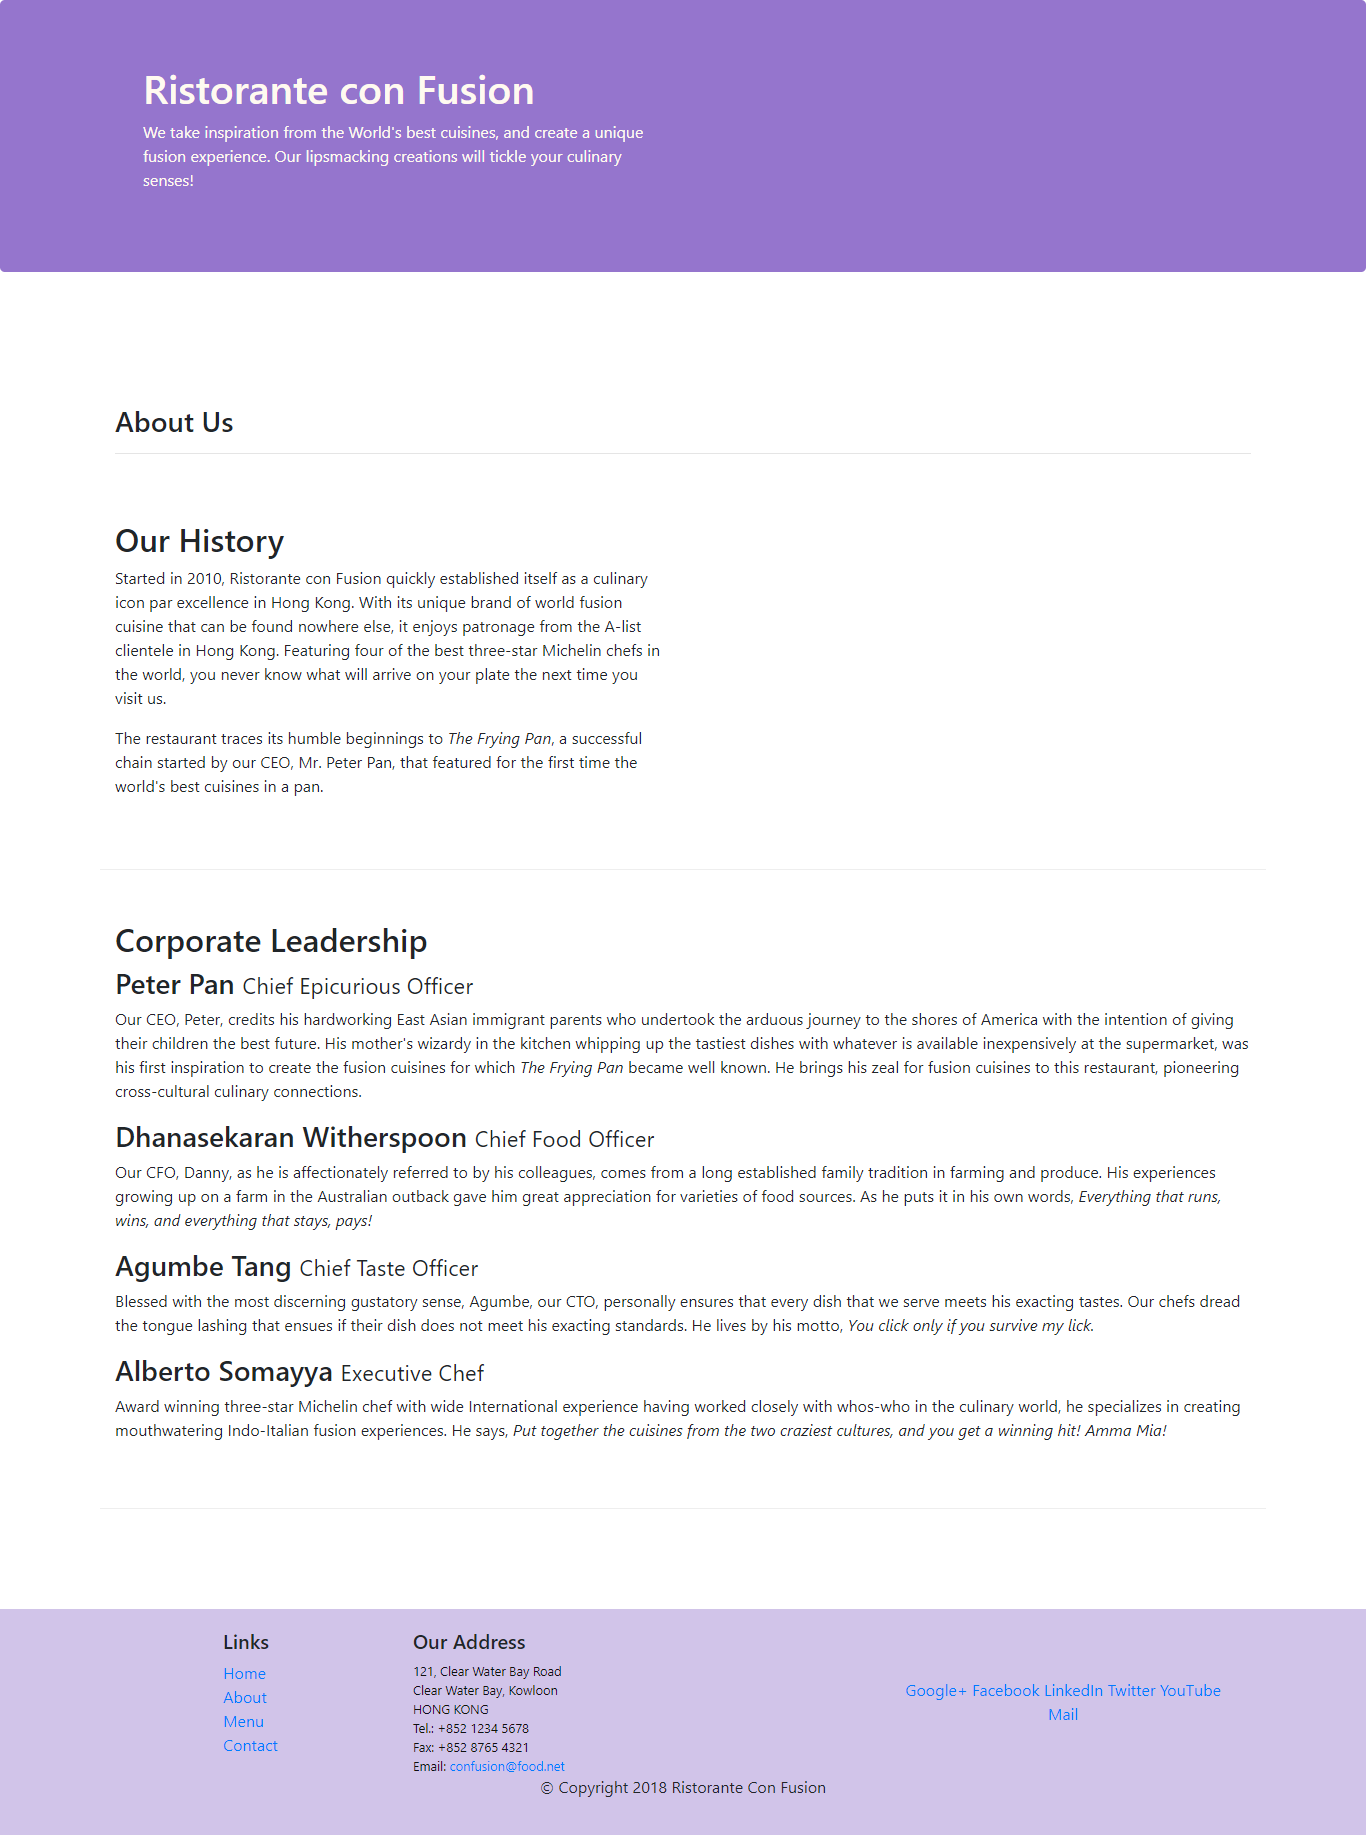 Ristorante con Fusion
We take inspiration from the World's best cuisines, and create a unique
fusion experience. Our lipsmacking creations will tickle your culinary
senses!
About Us
Our History
Started in 2010, Ristorante con Fusion quickly established itself as a culinary
icon par excellence in Hong Kong. With its unique brand of world fusion
cuisine that can be found nowhere else, it enjoys patronage from the A-list
clientele in Hong Kong. Featuring four of the best three-star Michelin chefs in
the world, you never know what will arrive on your plate the next time you
visit us.
The restaurant traces its humble beginnings to The Frying Pan, a successful
chain started by our CEO, Mr. Peter Pan, that featured for the first time the
world's best cuisines in a pan.
Corporate Leadership
Peter Pan Chief Epicurious Officer
Our CEO, Peter, credits his hardworking East Asian immigrant parents who undertook the arduous journey to the shores of America with the intention of giving
their children the best future. His mother's wizardy in the kitchen whipping up the tastiest dishes with whatever is available inexpensively at the supermarket, was
his first inspiration to create the fusion cuisines for which The Frying Pan became well known. He brings his zeal for fusion cuisines to this restaurant, pioneering
cross-cultural culinary connections.
Dhanasekaran Witherspoon Chief Food Officer
Our CFO, Danny, as he is affectionately referred to by his colleagues, comes from a long established family tradition in farming and produce. His experiences
growing up on a farm in the Australian outback gave him great appreciation for varieties of food sources. As he puts it in his own words, Everything that runs,
wins, and everything that stays, pays!
Agumbe Tang Chief Taste Officer
Blessed with the most discerning gustatory sense, Agumbe, our CTO, personally ensures that every dish that we serve meets his exacting tastes. Our chefs dread
the tongue lashing that ensues if their dish does not meet his exacting standards. He lives by his motto, You click only if you survive my lick.
Alberto Somayya Executive Chef
Award winning three-star Michelin chef with wide International experience having worked closely with whos-who in the culinary world, he specializes in creating
mouthwatering Indo-Italian fusion experiences. He says, Put together the cuisines from the two craziest cultures, and you get a winning hit! Amma Mia!
Links
Home
About
Menu
Contact
Our Address
121, Clear Water Bay Road
Clear Water Bay, Kowloon
HONG KONG
Tel.: +852 1234 5678
Fax: +852 8765 4321
Email: confusion@food.net
Google+ Facebook LinkedIn Twitter YouTube
Mail
© Copyright 2018 Ristorante Con Fusion